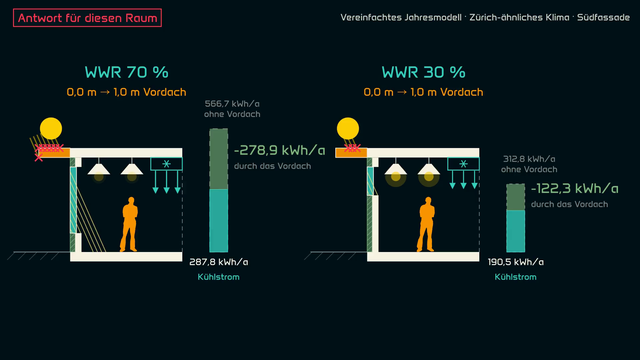 Antwort für diesen Raum
Vereinfachtes Jahresmodell · Zürich-ähnliches Klima · Südfassade
WWR 70 %
0,0 m → 1,0 m Vordach
566,7 kWh/a
ohne Vordach
-278,9 kWh/a
durch das Vordach
287,8 kWh/a
Kühlstrom
WWR 30 %
0,0 m → 1,0 m Vordach
312,8 kWh/a
ohne Vordach
-122,3 kWh/a
durch das Vordach
190,5 kWh/a
Kühlstrom